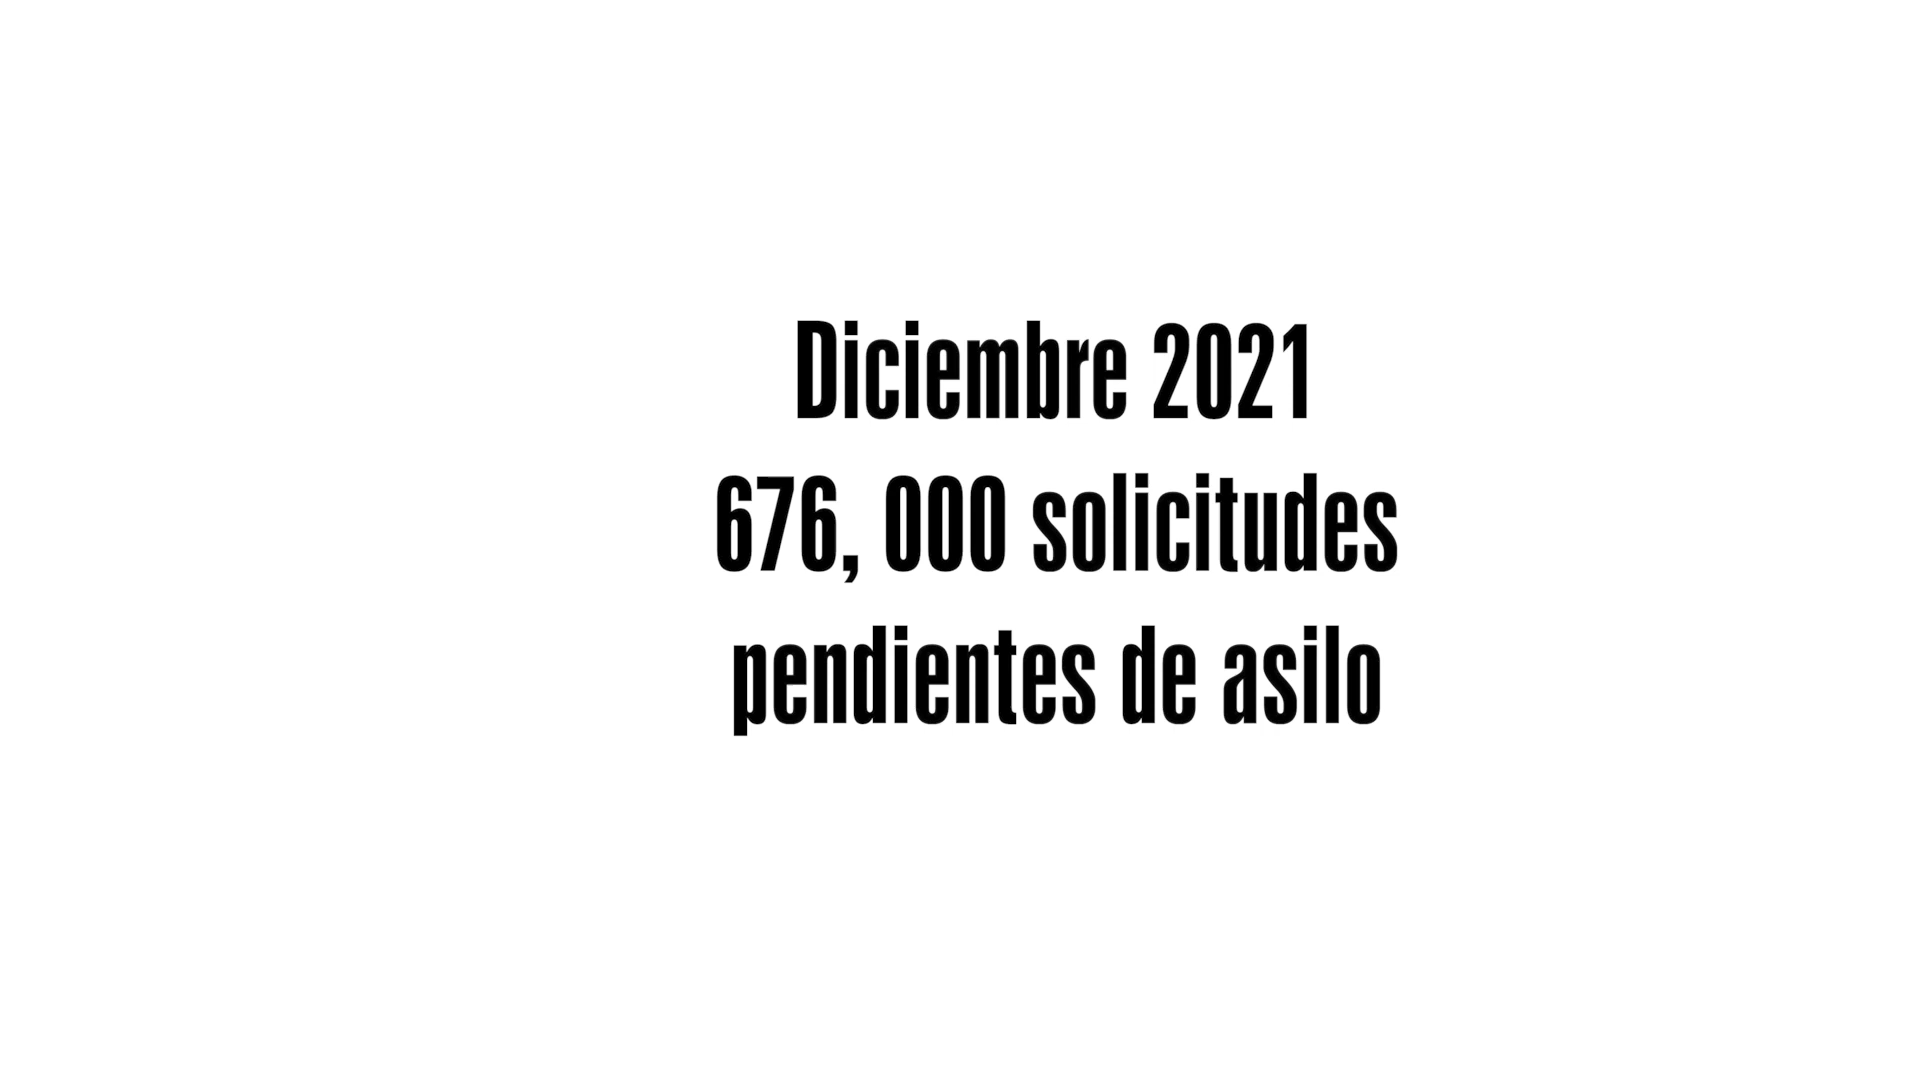 Diciembre 2021
676, 000 solicitudes
pendientes de asilo